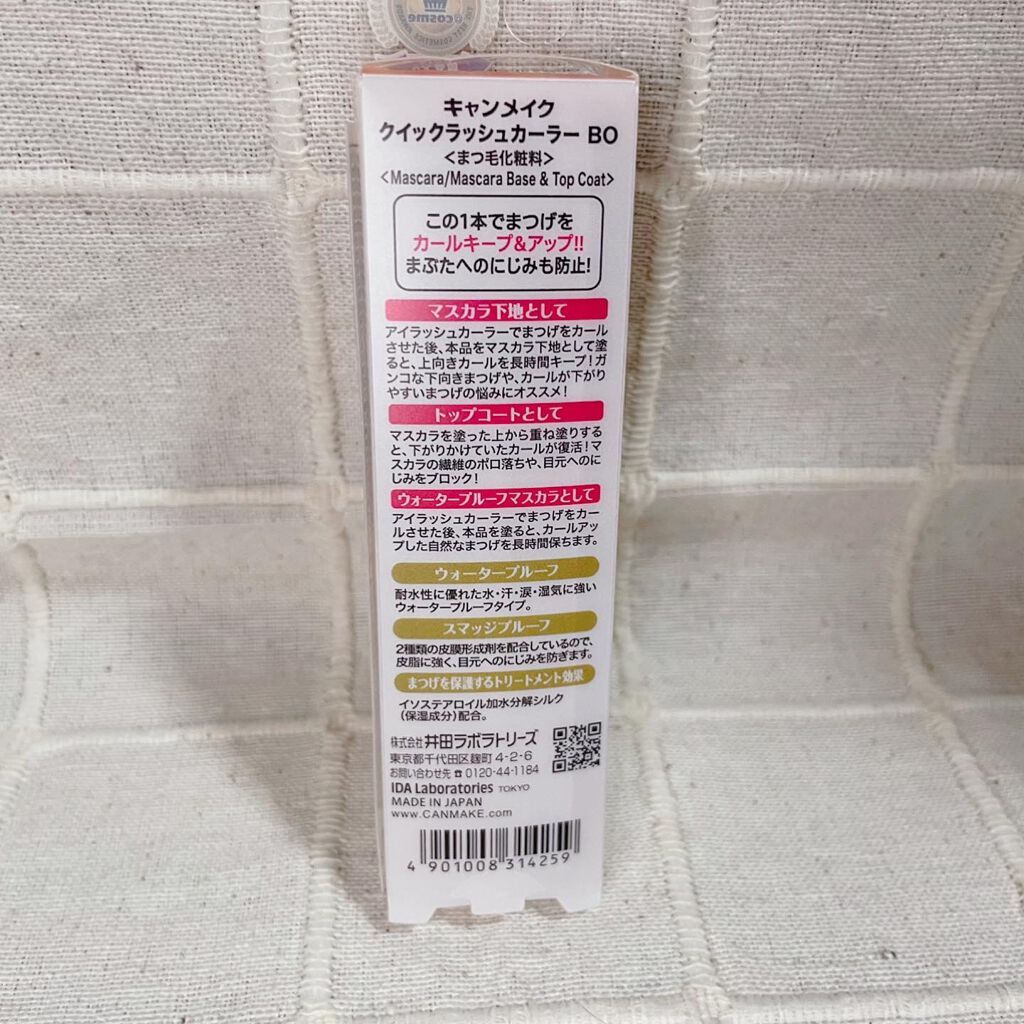 @cosme
キャンメイク
クイックラッシュカーラー BO
<まつ毛化粧料>
<Mascara/Mascara Base & Top Coat>
この1本でまつげを
カールキープ&アップ!!
まぶたへのにじみも防止!
マスカラ下地として
アイラッシュカーラーでまつげをカール
させた後、本品をマスカラ下地として塗
ると、上向きカールを長時間キープ!ガ
ンコな下向きまつげや、カールが下がり
やすいまつげの悩みにオススメ!
トップコートとして
マスカラを塗った上から重ね塗りする
と、下がりかけていたカールが復活!マ
スカラの繊維のポロ落ちや、目元へのに
じみをブロック!
ウォータープルーフマスカラとして
アイラッシュカーラーでまつげをカー
ルさせた後、本品を塗ると、カールアッ
プした自然なまつげを長時間保ちます。
ウォータープルーフ
耐水性に優れた水・汗・涙・湿気に強い
ウォータープルーフタイプ。
スマッジプルーフ
2種類の皮膜形成剤を配合しているので、
皮脂に強く、目元へのにじみを防ぎます。
まつげを保護するトリートメント効果
イソステアロイル加水分解シルク
(保湿成分)配合。
株式会社 井田ラボラトリーズ
東京都千代田区麹町 4-2-6
お問い合わせ先 ☎ 0120-44-1184
IDA Laboratories TOKYO
MADE IN JAPAN
www.CANMAKE.com
4 901008 314259